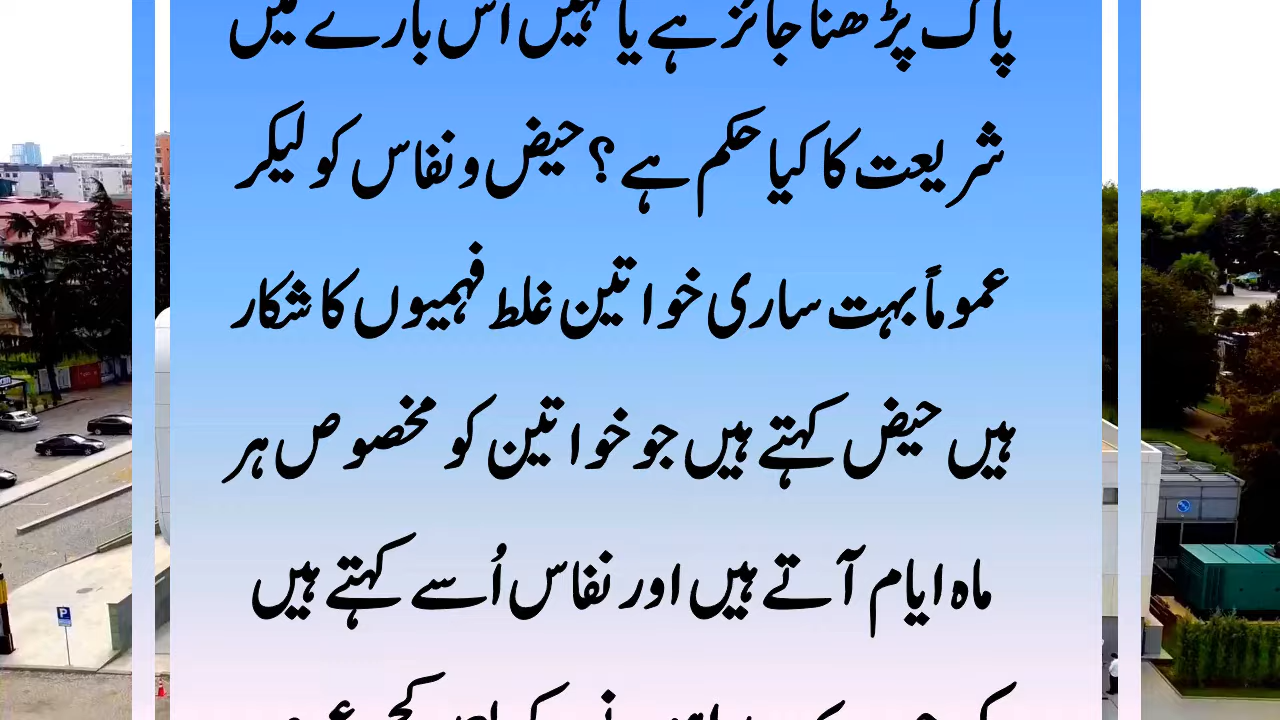 پاک پڑھنا جائز ہے یا نہیں اس بارے میں
شریعت کا کیا حکم ہے ؟ حیض و نفاس کو لیکر
عموماً بہت ساری خواتین غلط فہمیوں کا شکار
ہیں حیض کہتے ہیں جو خواتین کو مخصوص ہر
ماہ ایام آتے ہیں اور نفاس اُسے کہتے ہیں